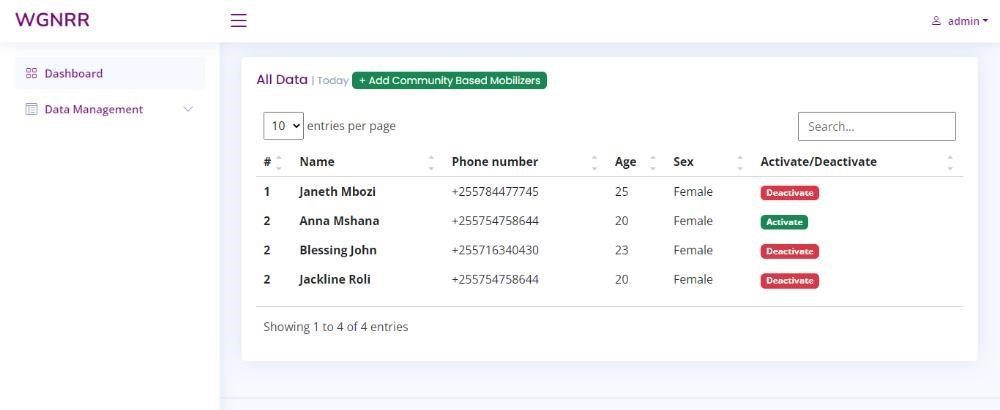 WGNRR
admin
Dashboard
Data Management
All Data | Today + Add Community Based Mobilizers
10 entries per page Search...
# Name Phone number Age Sex Activate/Deactivate
1 Janeth Mbozi +255784477745 25 Female Deactivate
2 Anna Mshana +255754758644 20 Female Activate
2 Blessing John +255716340430 23 Female Deactivate
2 Jackline Roli +255754758644 20 Female Deactivate
Showing 1 to 4 of 4 entries